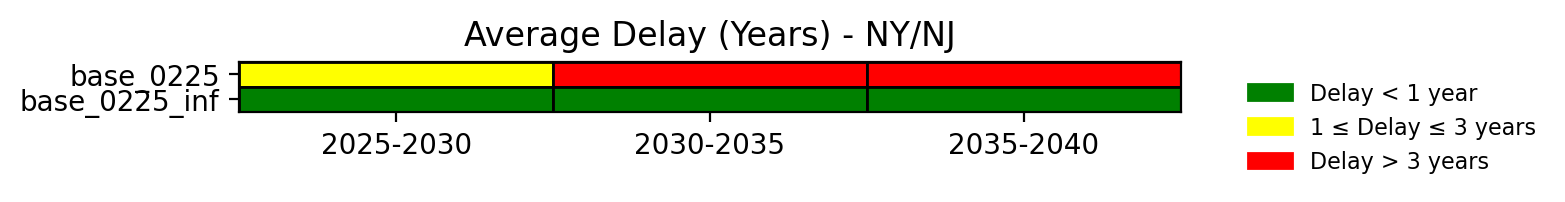 Average Delay (Years) - NY/NJ
base_0225
base_0225_inf
2025-2030 2030-2035 2035-2040
Delay < 1 year
1 ≤ Delay ≤ 3 years
Delay > 3 years